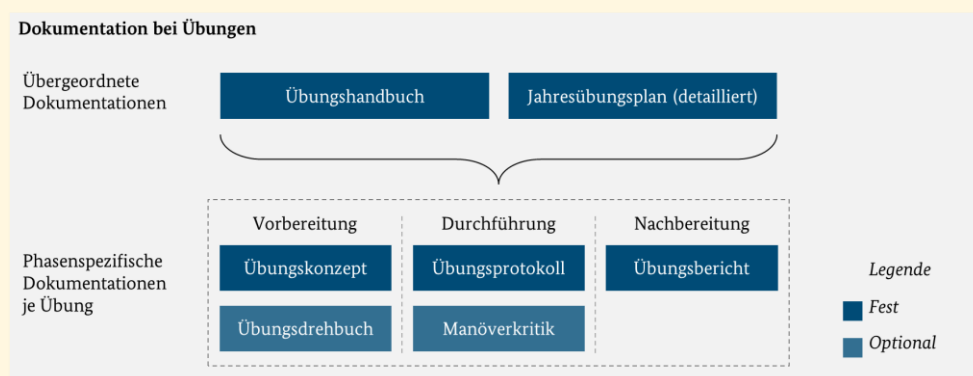 Dokumentation bei Übungen
Übergeordnete
Dokumentationen
Übungshandbuch
Jahresübungsplan (detailliert)
Vorbereitung
Durchführung
Nachbereitung
Phasenspezifische
Dokumentationen
je Übung
Übungskonzept
Übungsprotokoll
Übungsbericht
Übungsdrehbuch
Manöverkritik
Legende
Fest
Optional